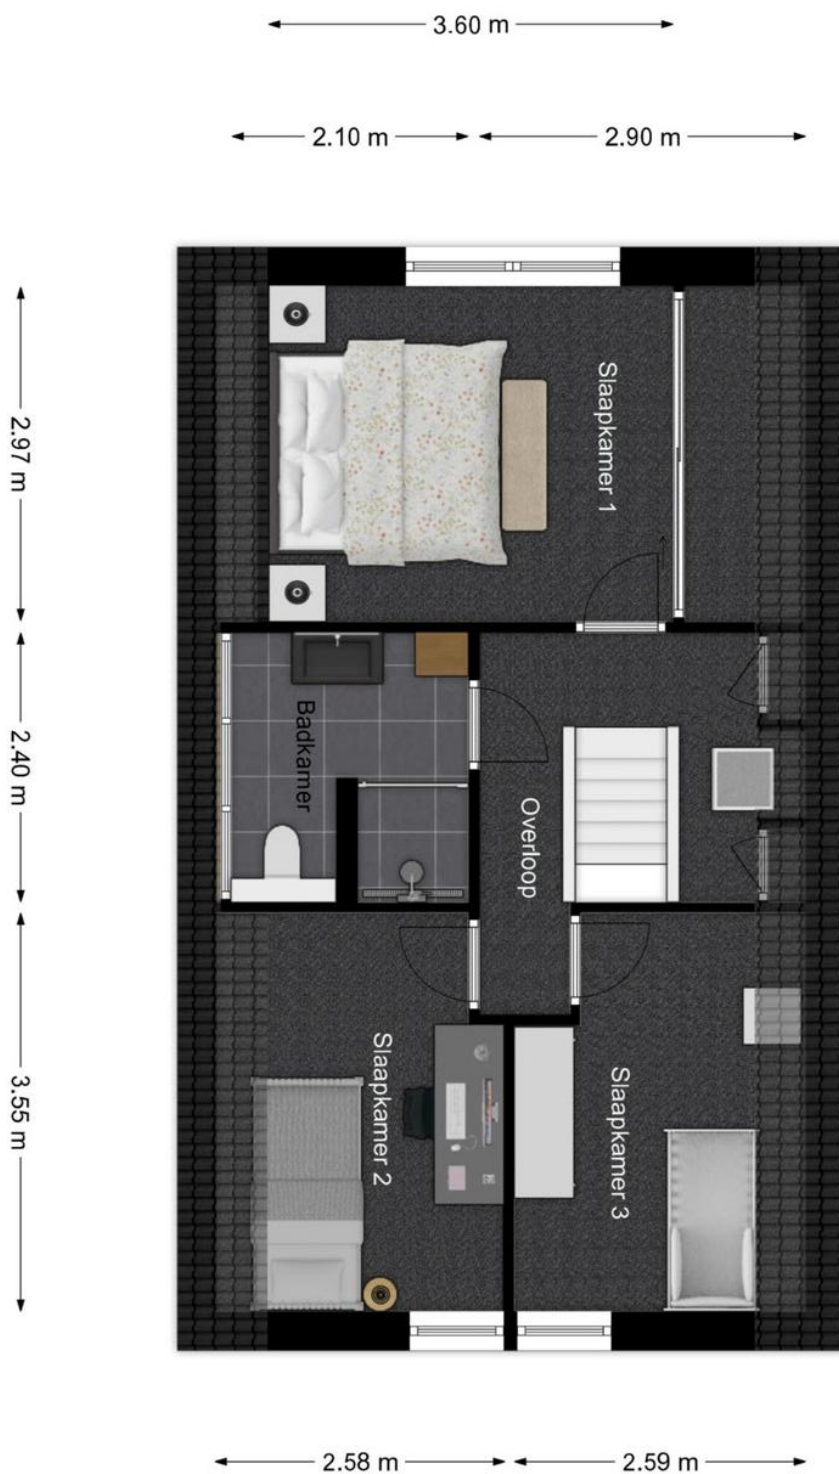 3.60 m
2.10 m
2.90 m
2.97 m
Slaapkamer 1
Badkamer
2.40 m
Overloop
Slaapkamer 2
Slaapkamer 3
3.55 m
2.58 m
2.59 m